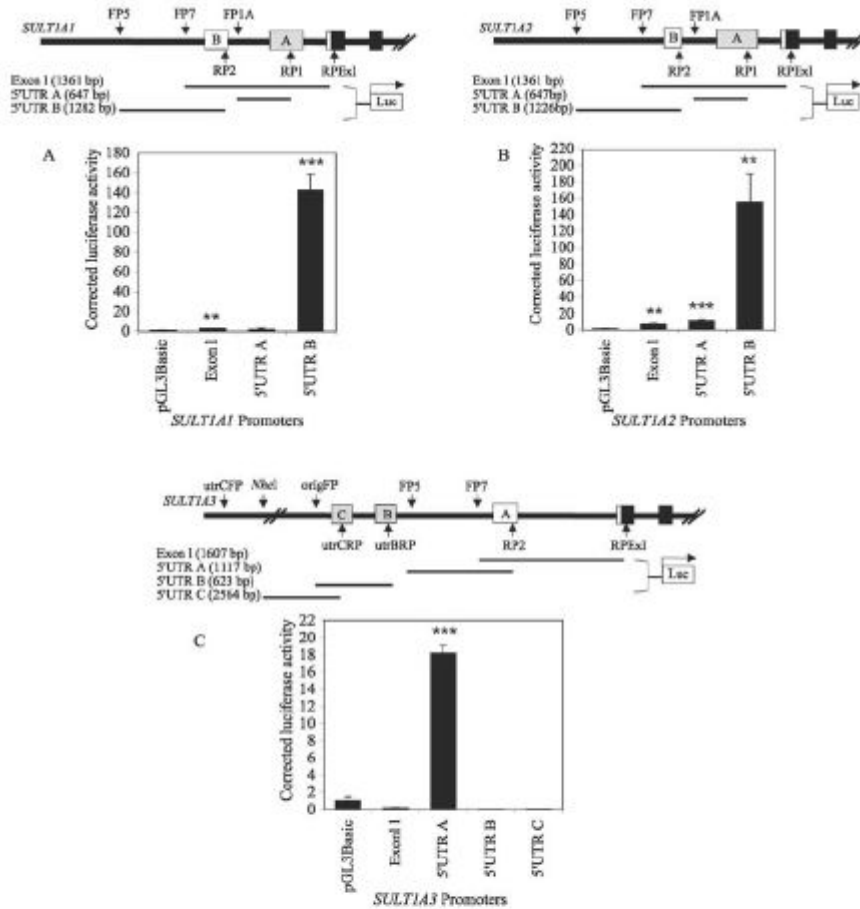 FP5 FP7 FP1A
SULT1A1
B A
RP2 RP1 RPExI
Exon I (1361 bp)
5'UTR A (647 bp)
5'UTR B (1282 bp)
Luc
FP5 FP7 FP1A
SULT1A2
B A
RP2 RP1 RPExI
Exon I (1361 bp)
5'UTR A (647bp)
5'UTR B (1226bp)
Luc
A
Corrected luciferase activity
180
160
140
120
100
80
60
40
20
0
**
***
pGL3Basic
Exon1
5'UTR A
5'UTR B
SULT1A1 Promoters
B
Corrected luciferase activity
220
200
180
160
140
120
100
80
60
40
20
0
**
***
**
pGL3Basic
Exon1
5'UTR A
5'UTR B
SULT1A2 Promoters
utrCFP NheI origFP FP5 FP7
SULT1A3
C B A
utrCRP utrBRP RP2 RPExI
Exon I (1607 bp)
5'UTR A (1117 bp)
5'UTR B (623 bp)
5'UTR C (2564 bp)
Luc
C
Corrected luciferase activity
22
20
18
16
14
12
10
8
6
4
2
0
***
pGL3Basic
Exon1 1
5'UTR A
5'UTR B
5'UTR C
SULT1A3 Promoters